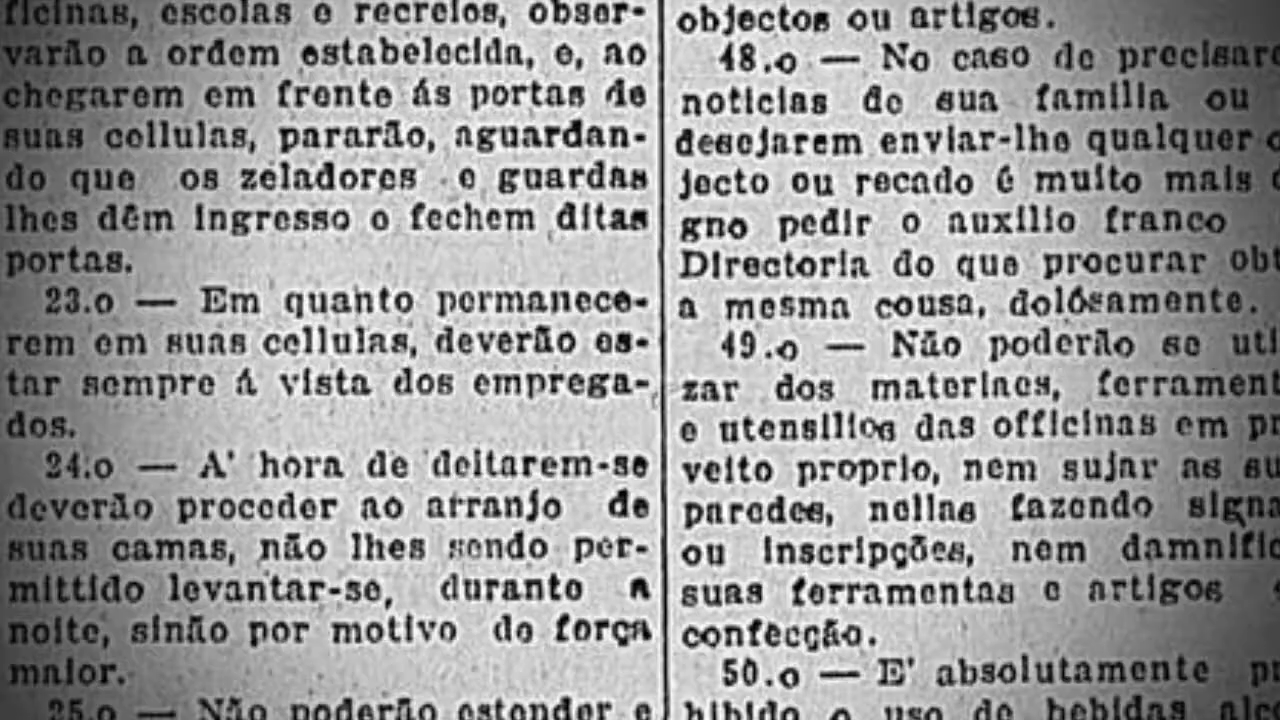 ficinas, escolas e recreios, obser-
varão a ordem estabelecida, e, ao
chegarem em frente ás portas de
suas cellulas, pararão, aguardan-
do que os zeladores e guardas
lhes dêm ingresso e fechem ditas
portas.
23.o — Em quanto permanece-
rem em suas cellulas, deverão es-
tar sempre á vista dos emprega-
dos.
24.o — A' hora de deitarem-se
deverão proceder ao arranjo de
suas camas, não lhes sendo per-
mittido levantar-se, durante a
noite, sinão por motivo de força
maior.
25.o — Não poderão estender e
objectos ou artigos.
48.o — No caso de precisare
noticias de sua familia ou
desejarem enviar-lhe qualquer o
jecto ou recado é muito mais d
gno pedir o auxilio franco
Directoria do que procurar obt
a mesma cousa, dolósamente.
49.o — Não poderão se uti
zar dos materiaes, ferrament
e utensilios das officinas em pr
veito proprio, nem sujar as su
paredes, nellas fazendo signa
ou inscripções, nem damnific
suas ferramentas e artigos
confecção.
50.o — E' absolutamente pr
hibido o uso de bebidas alco